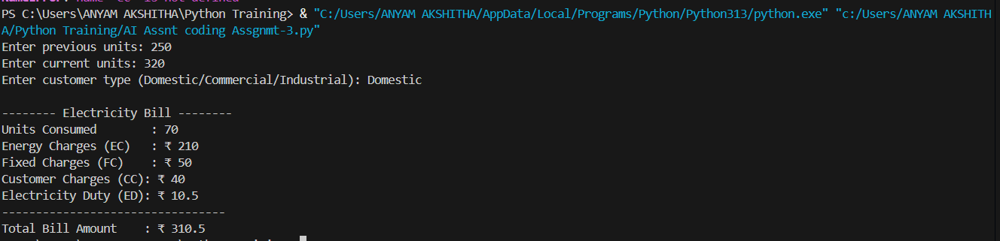 PS C:\Users\ANYAM AKSHITHA\Python Training> & "C:/Users/ANYAM AKSHITHA/AppData/Local/Programs/Python/Python313/python.exe" "c:/Users/ANYAM AKSHITH
A/Python Training/AI Assnt coding Assgnmt-3.py"
Enter previous units: 250
Enter current units: 320
Enter customer type (Domestic/Commercial/Industrial): Domestic

-------- Electricity Bill --------
Units Consumed        : 70
Energy Charges (EC)   : ₹ 210
Fixed Charges (FC)    : ₹ 50
Customer Charges (CC): ₹ 40
Electricity Duty (ED): ₹ 10.5
---------------------------------
Total Bill Amount    : ₹ 310.5